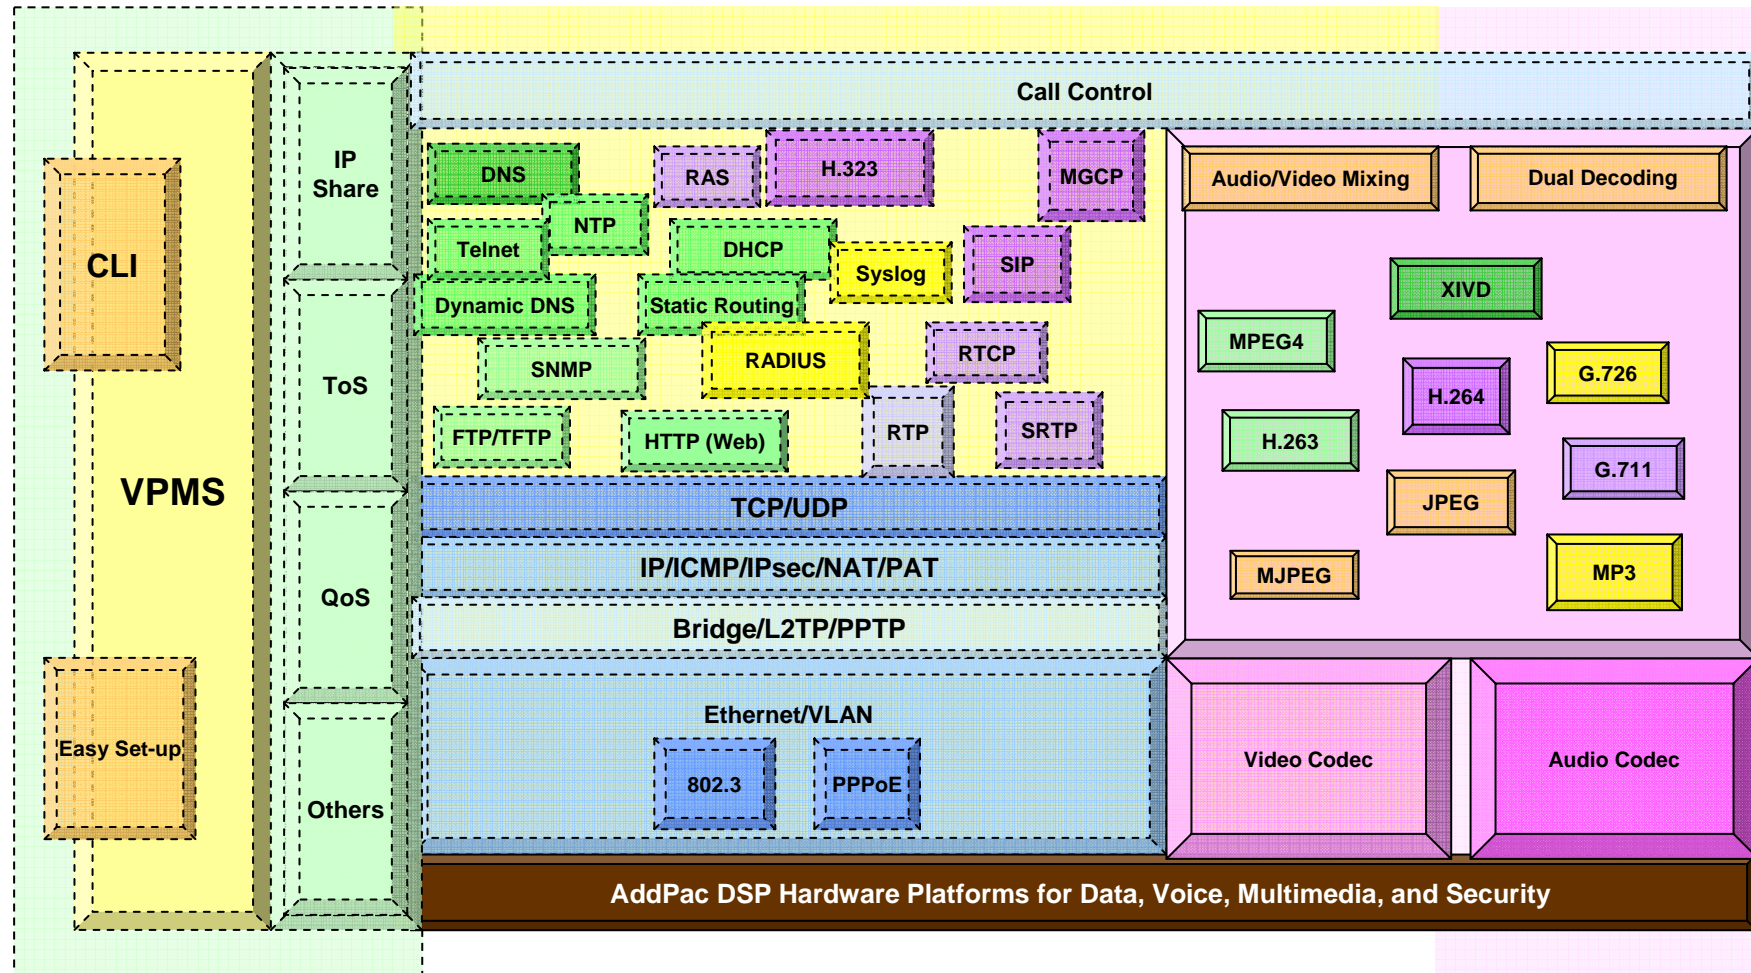 Call Control
IP
Share
ToS
QoS
Others
CLI
VPMS
Easy Set-up
DNS
RAS
H.323
MGCP
NTP
Telnet
DHCP
Syslog
SIP
Dynamic DNS
Static Routing
SNMP
RADIUS
RTCP
FTP/TFTP
HTTP (Web)
RTP
SRTP
TCP/UDP
IP/ICMP/IPsec/NAT/PAT
Bridge/L2TP/PPTP
Ethernet/VLAN
802.3
PPPoE
Audio/Video Mixing
Dual Decoding
XIVD
MPEG4
G.726
H.264
H.263
G.711
JPEG
MJPEG
MP3
Video Codec
Audio Codec
AddPac DSP Hardware Platforms for Data, Voice, Multimedia, and Security